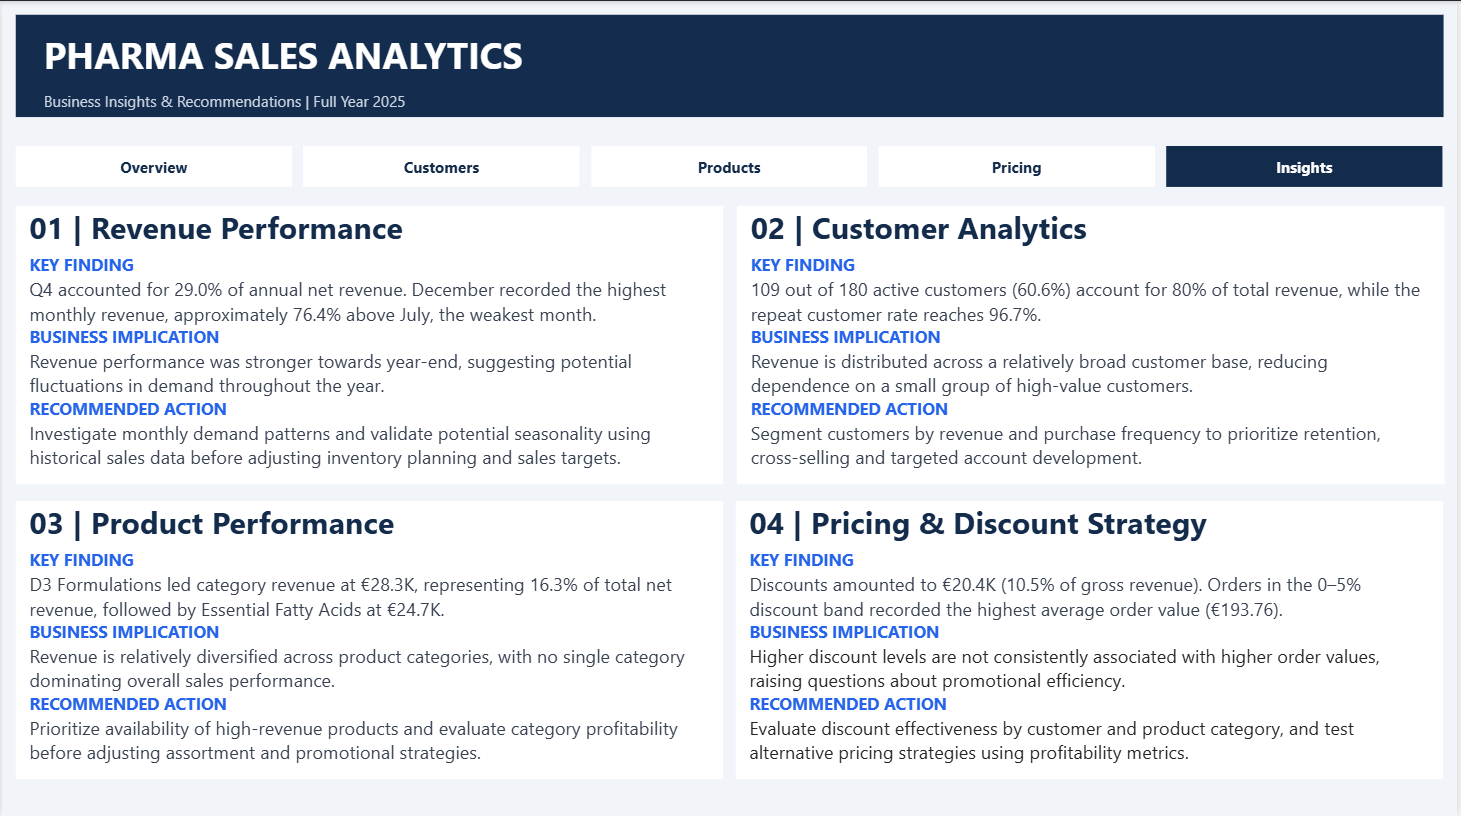 PHARMA SALES ANALYTICS
Business Insights & Recommendations | Full Year 2025
Overview
Customers
Products
Pricing
Insights
01 | Revenue Performance
KEY FINDING
Q4 accounted for 29.0% of annual net revenue. December recorded the highest
monthly revenue, approximately 76.4% above July, the weakest month.
BUSINESS IMPLICATION
Revenue performance was stronger towards year-end, suggesting potential
fluctuations in demand throughout the year.
RECOMMENDED ACTION
Investigate monthly demand patterns and validate potential seasonality using
historical sales data before adjusting inventory planning and sales targets.
02 | Customer Analytics
KEY FINDING
109 out of 180 active customers (60.6%) account for 80% of total revenue, while the
repeat customer rate reaches 96.7%.
BUSINESS IMPLICATION
Revenue is distributed across a relatively broad customer base, reducing
dependence on a small group of high-value customers.
RECOMMENDED ACTION
Segment customers by revenue and purchase frequency to prioritize retention,
cross-selling and targeted account development.
03 | Product Performance
KEY FINDING
D3 Formulations led category revenue at €28.3K, representing 16.3% of total net
revenue, followed by Essential Fatty Acids at €24.7K.
BUSINESS IMPLICATION
Revenue is relatively diversified across product categories, with no single category
dominating overall sales performance.
RECOMMENDED ACTION
Prioritize availability of high-revenue products and evaluate category profitability
before adjusting assortment and promotional strategies.
04 | Pricing & Discount Strategy
KEY FINDING
Discounts amounted to €20.4K (10.5% of gross revenue). Orders in the 0–5%
discount band recorded the highest average order value (€193.76).
BUSINESS IMPLICATION
Higher discount levels are not consistently associated with higher order values,
raising questions about promotional efficiency.
RECOMMENDED ACTION
Evaluate discount effectiveness by customer and product category, and test
alternative pricing strategies using profitability metrics.